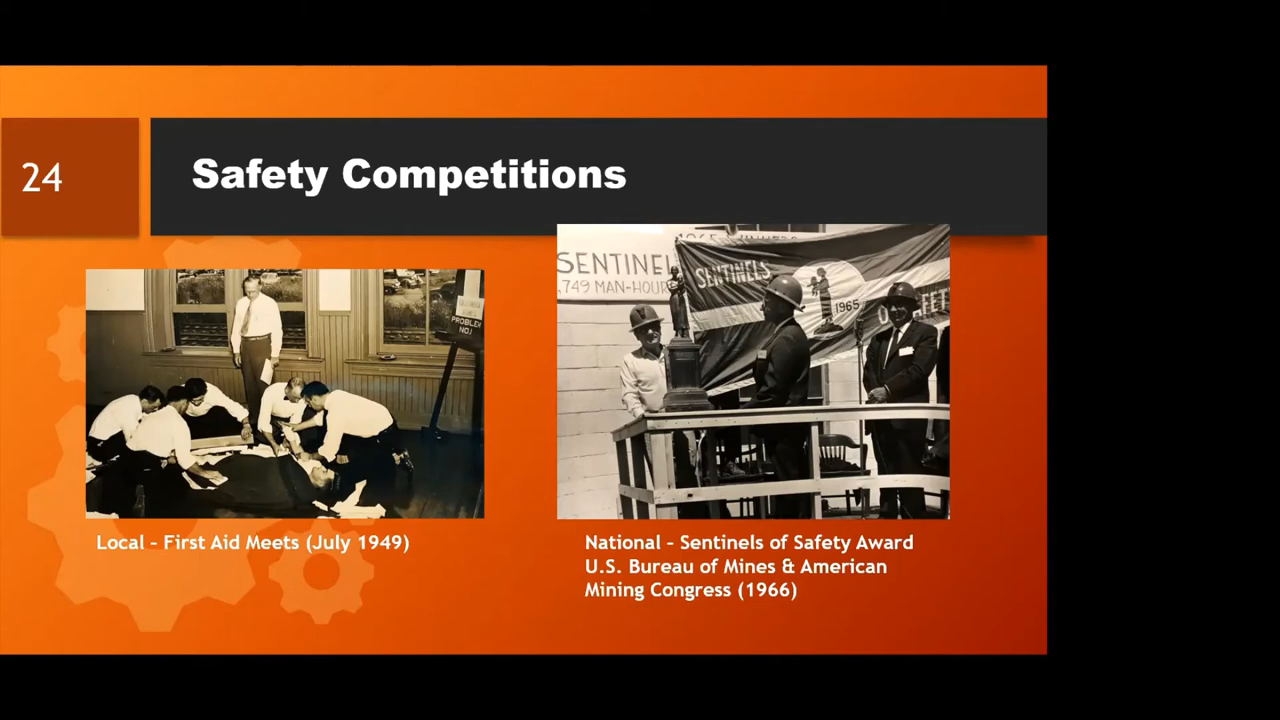 24
Safety Competitions
PROBLEM
NO.1
SENTINEL
,749 MAN-HOUR
SENTINELS
1965
Local – First Aid Meets (July 1949)
National – Sentinels of Safety Award
U.S. Bureau of Mines & American
Mining Congress (1966)